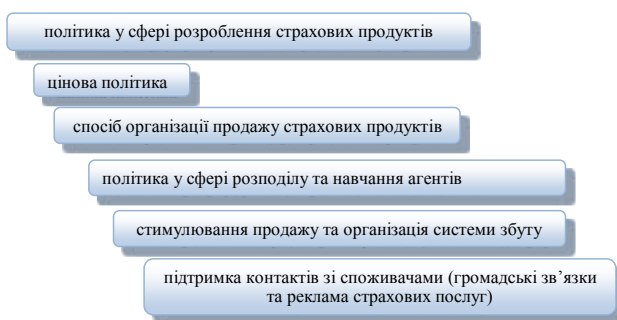 політика у сфері розроблення страхових продуктів
цінова політика
спосіб організації продажу страхових продуктів
політика у сфері розподілу та навчання агентів
стимулювання продажу та організація системи збуту
підтримка контактів зі споживачами (громадські зв’язки
та реклама страхових послуг)